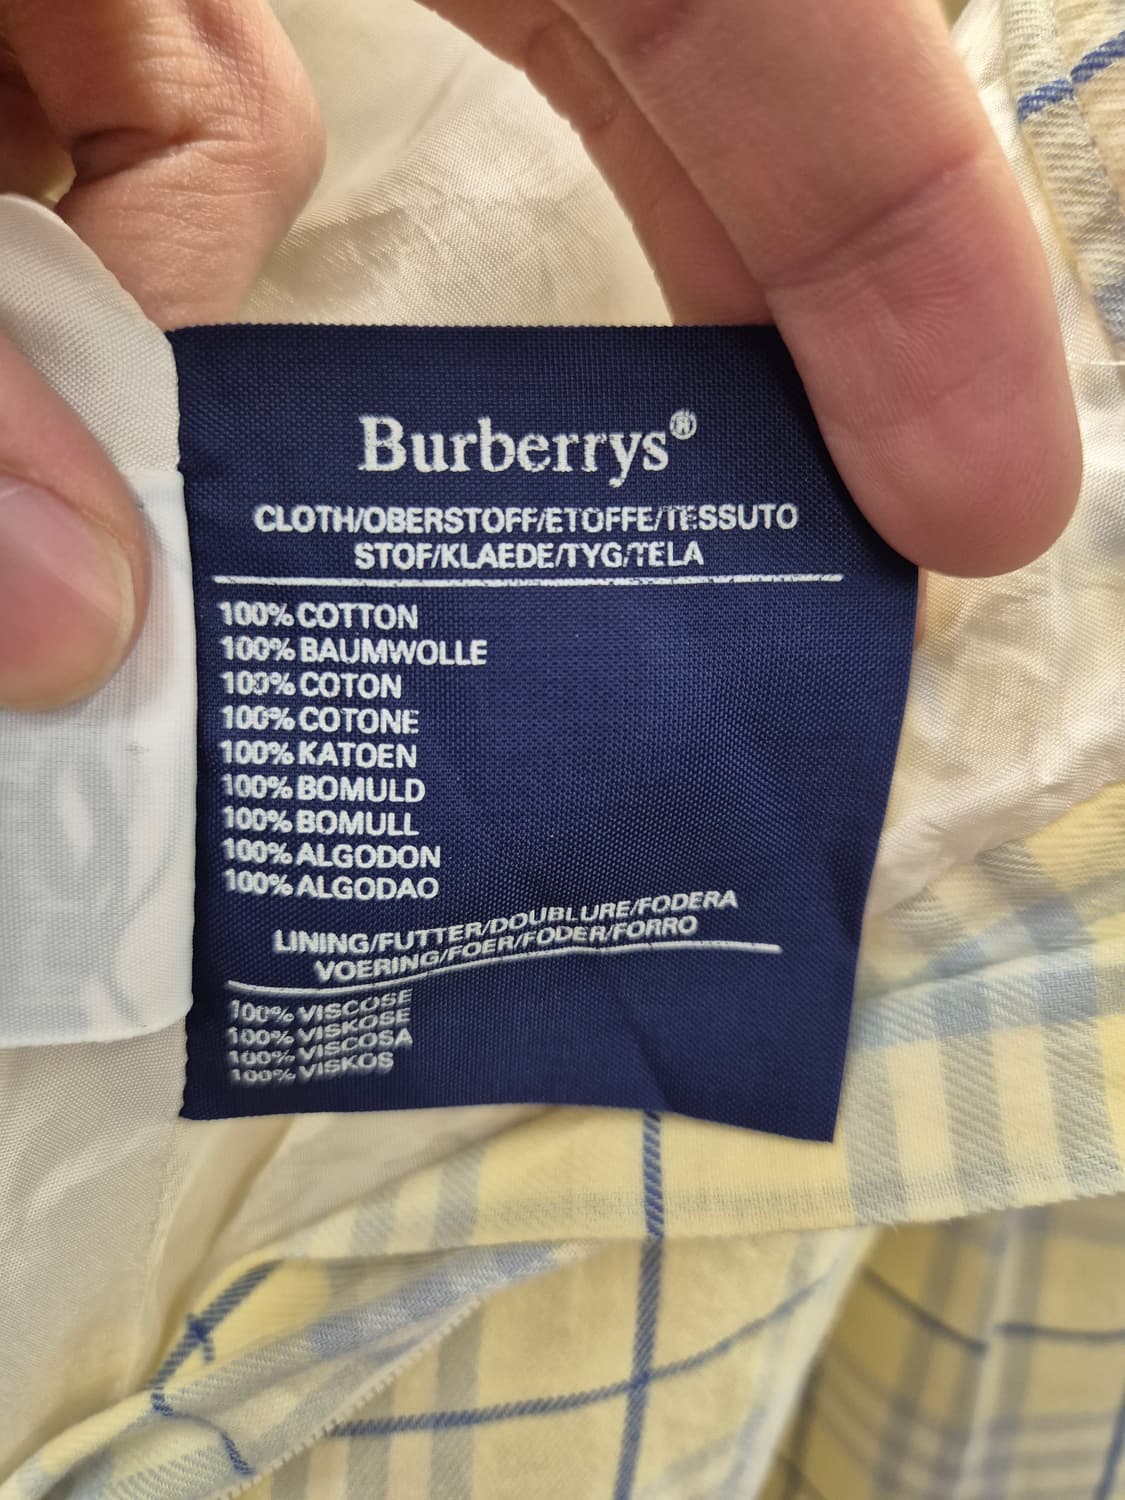 Burberrys®
CLOTH/OBERSTOFF/ETOFFE/TESSUTO
STOF/KLAEDE/TYG/TELA
100% COTTON
100% BAUMWOLLE
100% COTON
100% COTONE
100% KATOEN
100% BOMULD
100% BOMULL
100% ALGODON
100% ALGODAO
LINING/FUTTER/DOUBLURE/FODERA
VOERING/FOER/FODER/FORRO
100% VISCOSE
100% VISKOSE
100% VISCOSA
100% VISKOS